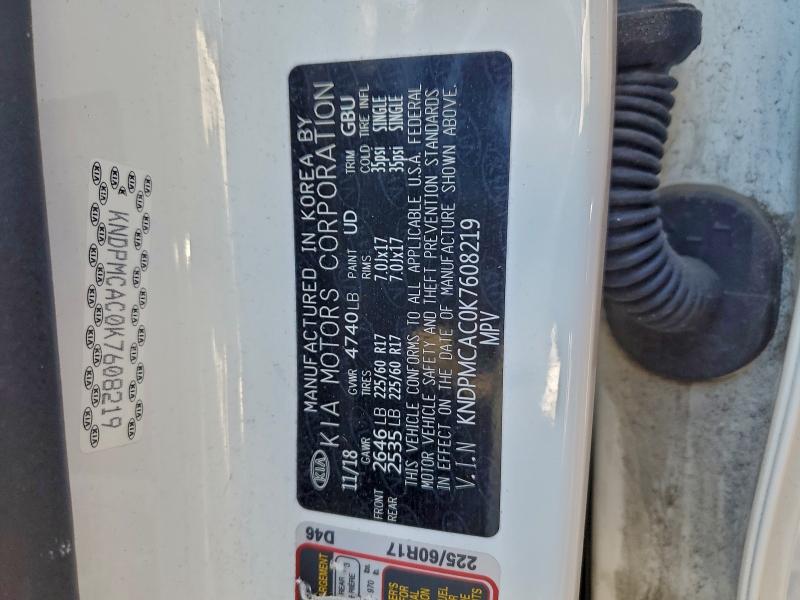 KNDPMCAC0K7608219
KIA
MANUFACTURED IN KOREA BY
KIA MOTORS CORPORATION
11/18 GVWR 4740LB PAINT UD TRIM GBU
GAWR TIRES RIMS COLD TIRE INFL
FRONT 2646LB 225/60 R17 7.0Jx17 35psi SINGLE
REAR 2535LB 225/60 R17 7.0Jx17 35psi SINGLE
THIS VEHICLE CONFORMS TO ALL APPLICABLE U.S.A. FEDERAL
MOTOR VEHICLE SAFETY AND THEFT PREVENTION STANDARDS
IN EFFECT ON THE DATE OF MANUFACTURE SHOWN ABOVE.
V.I.N KNDPMCAC0K7608219
MPV
D46
225/60R17
REAR